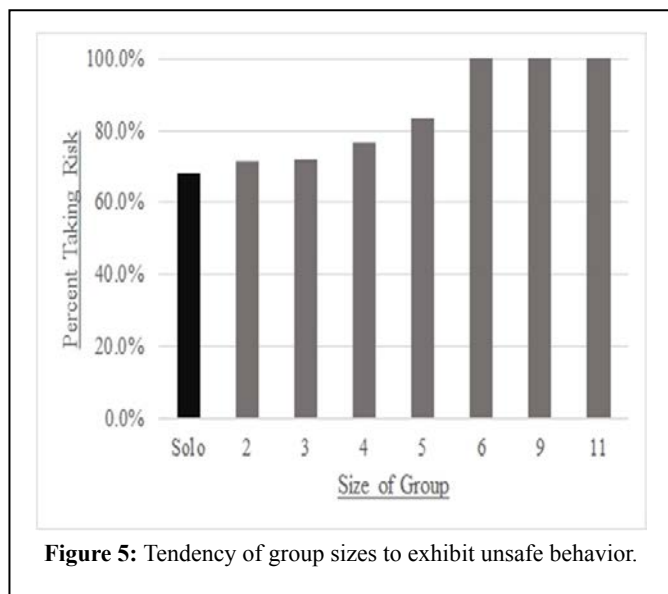 100.0%
80.0%
60.0%
40.0%
20.0%
0.0%
Percent Taking Risk
Solo 2 3 4 5 6 9 11
Size of Group
Figure 5: Tendency of group sizes to exhibit unsafe behavior.